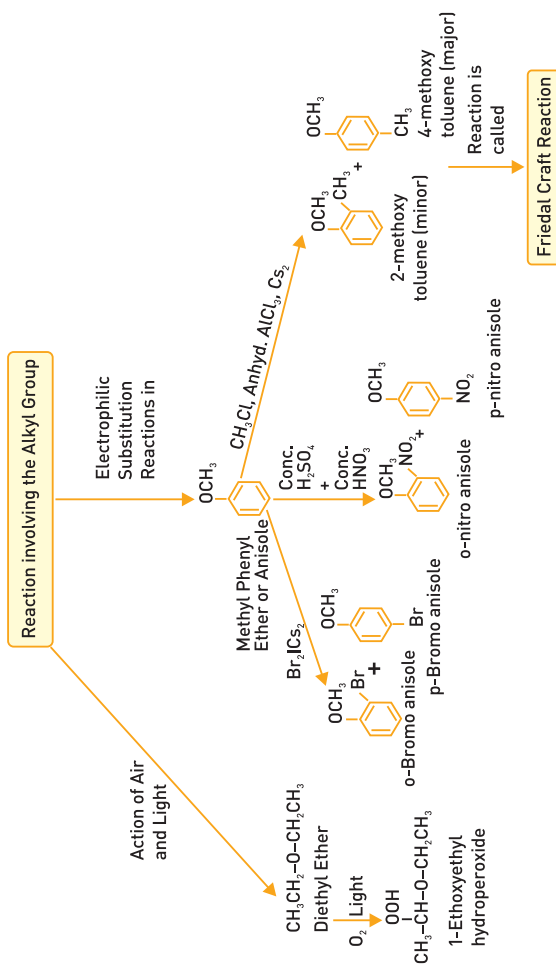 Reaction involving the Alkyl Group
Action of Air
and Light
CH₃CH₂–O–CH₂CH₃
Diethyl Ether
O₂
Light
OOH
CH₃–CH–O–CH₂CH₃
1-Ethoxyethyl
hydroperoxide
Electrophilic
Substitution
Reactions in
OCH₃
Methyl Phenyl
Ether or Anisole
Br₂ICs₂
OCH₃
Br
+
o-Bromo anisole
OCH₃
Br
p-Bromo anisole
Conc.
H₂SO₄
+
Conc.
HNO₃
OCH₃
NO₂+
o-nitro anisole
OCH₃
NO₂
p-nitro anisole
CH₃Cl, Anhyd. AlCl₃, Cs₂
OCH₃
CH₃
+
2-methoxy
toluene (minor)
OCH₃
CH₃
4-methoxy
toluene (major)
Reaction is
called
Friedal Craft Reaction